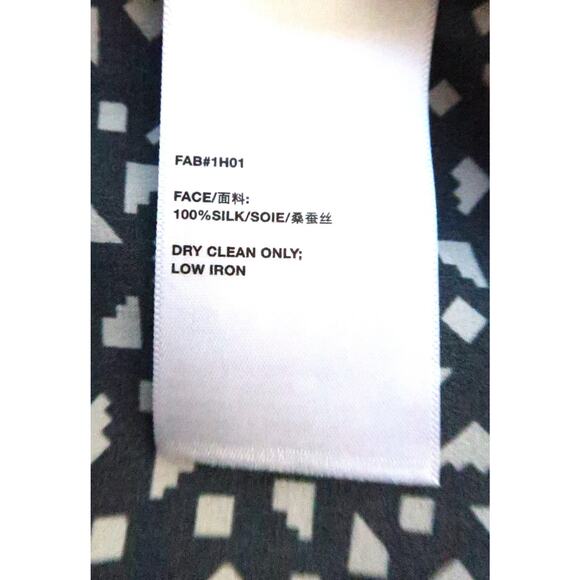 FAB#1H01
FACE/面料:
100%SILK/SOIE/桑蚕丝
DRY CLEAN ONLY;
LOW IRON